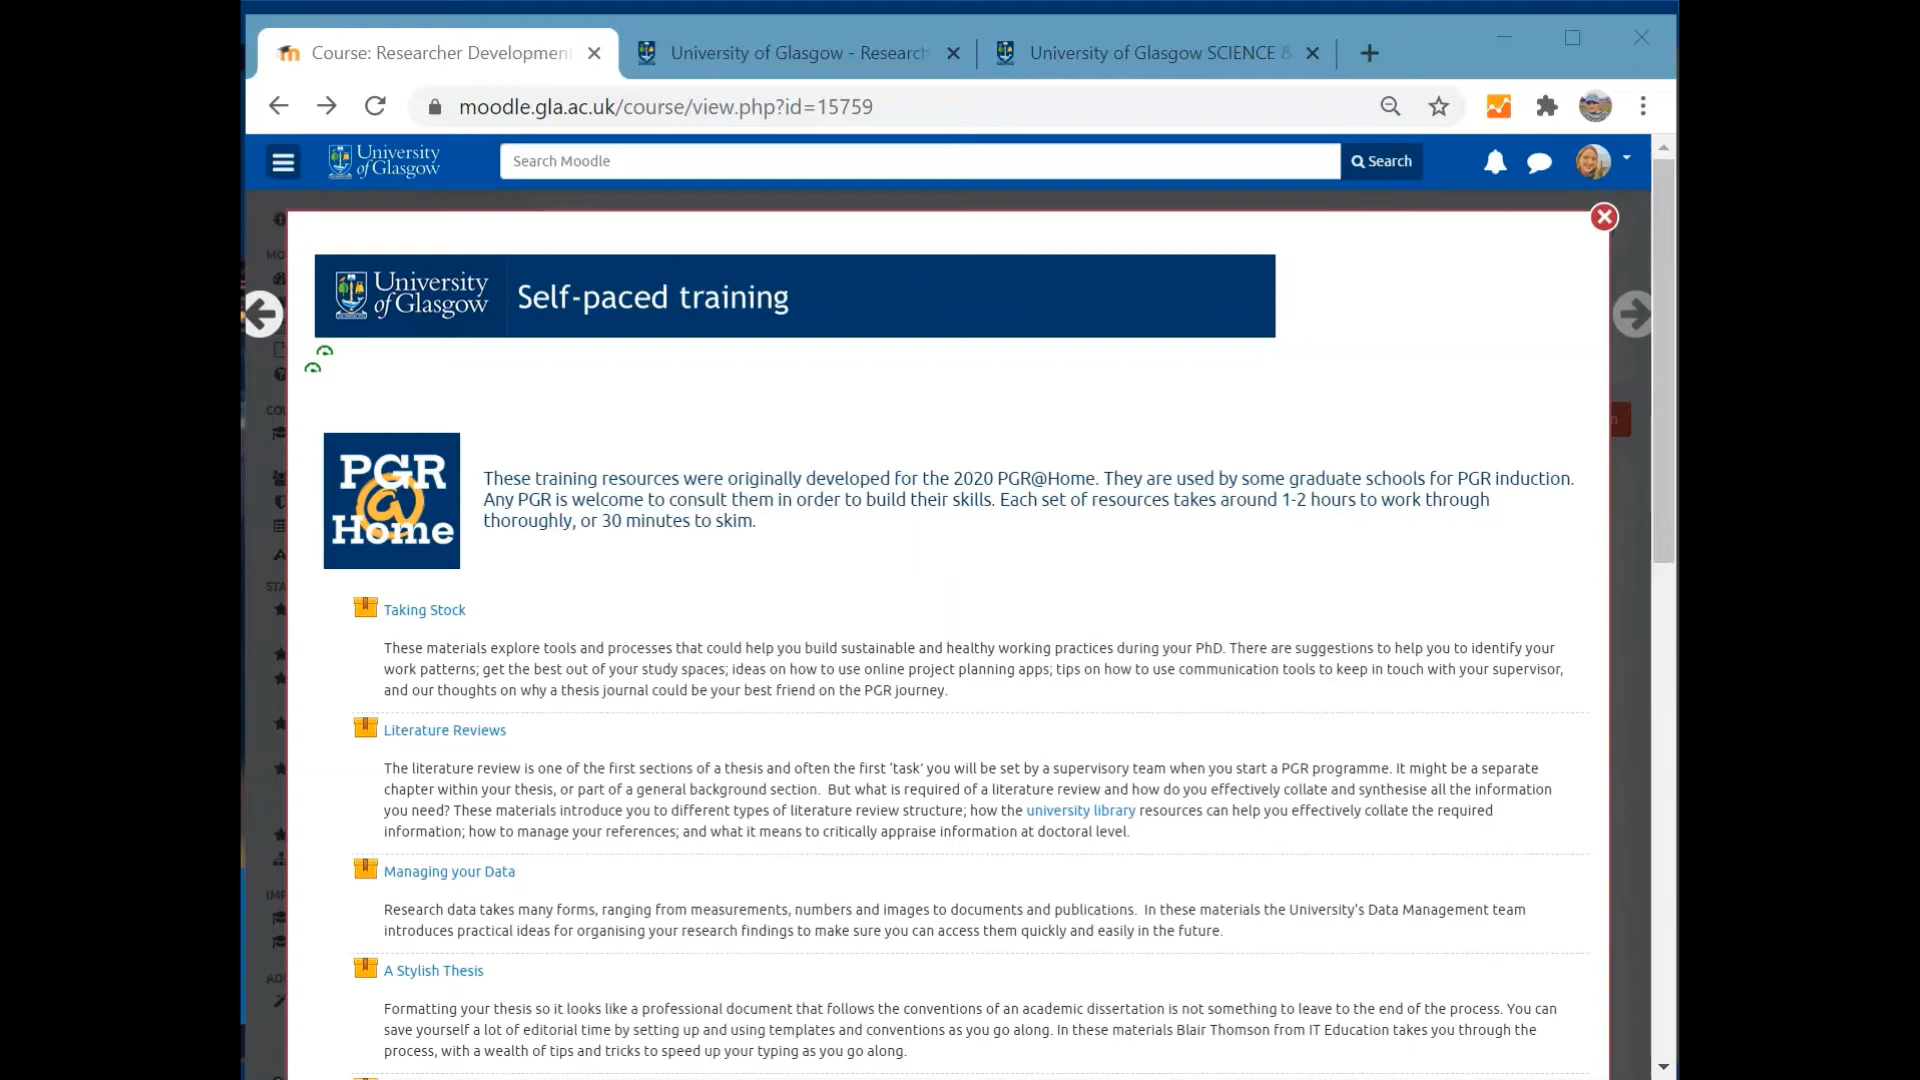 Course: Researcher Development
University of Glasgow - Research
University of Glasgow SCIENCE &
moodle.gla.ac.uk/course/view.php?id=15759
University
of Glasgow
Search Moodle
Search
University
of Glasgow
Self-paced training
PGR
@
Home
These training resources were originally developed for the 2020 PGR@Home. They are used by some graduate schools for PGR induction.
Any PGR is welcome to consult them in order to build their skills. Each set of resources takes around 1-2 hours to work through
thoroughly, or 30 minutes to skim.
Taking Stock
These materials explore tools and processes that could help you build sustainable and healthy working practices during your PhD. There are suggestions to help you to identify your
work patterns; get the best out of your study spaces; ideas on how to use online project planning apps; tips on how to use communication tools to keep in touch with your supervisor,
and our thoughts on why a thesis journal could be your best friend on the PGR journey.
Literature Reviews
The literature review is one of the first sections of a thesis and often the first ‘task’ you will be set by a supervisory team when you start a PGR programme. It might be a separate
chapter within your thesis, or part of a general background section.  But what is required of a literature review and how do you effectively collate and synthesise all the information
you need? These materials introduce you to different types of literature review structure; how the university library resources can help you effectively collate the required
information; how to manage your references; and what it means to critically appraise information at doctoral level.
Managing your Data
Research data takes many forms, ranging from measurements, numbers and images to documents and publications.  In these materials the University's Data Management team
introduces practical ideas for organising your research findings to make sure you can access them quickly and easily in the future.
A Stylish Thesis
Formatting your thesis so it looks like a professional document that follows the conventions of an academic dissertation is not something to leave to the end of the process. You can
save yourself a lot of editorial time by setting up and using templates and conventions as you go along. In these materials Blair Thomson from IT Education takes you through the
process, with a wealth of tips and tricks to speed up your typing as you go along.